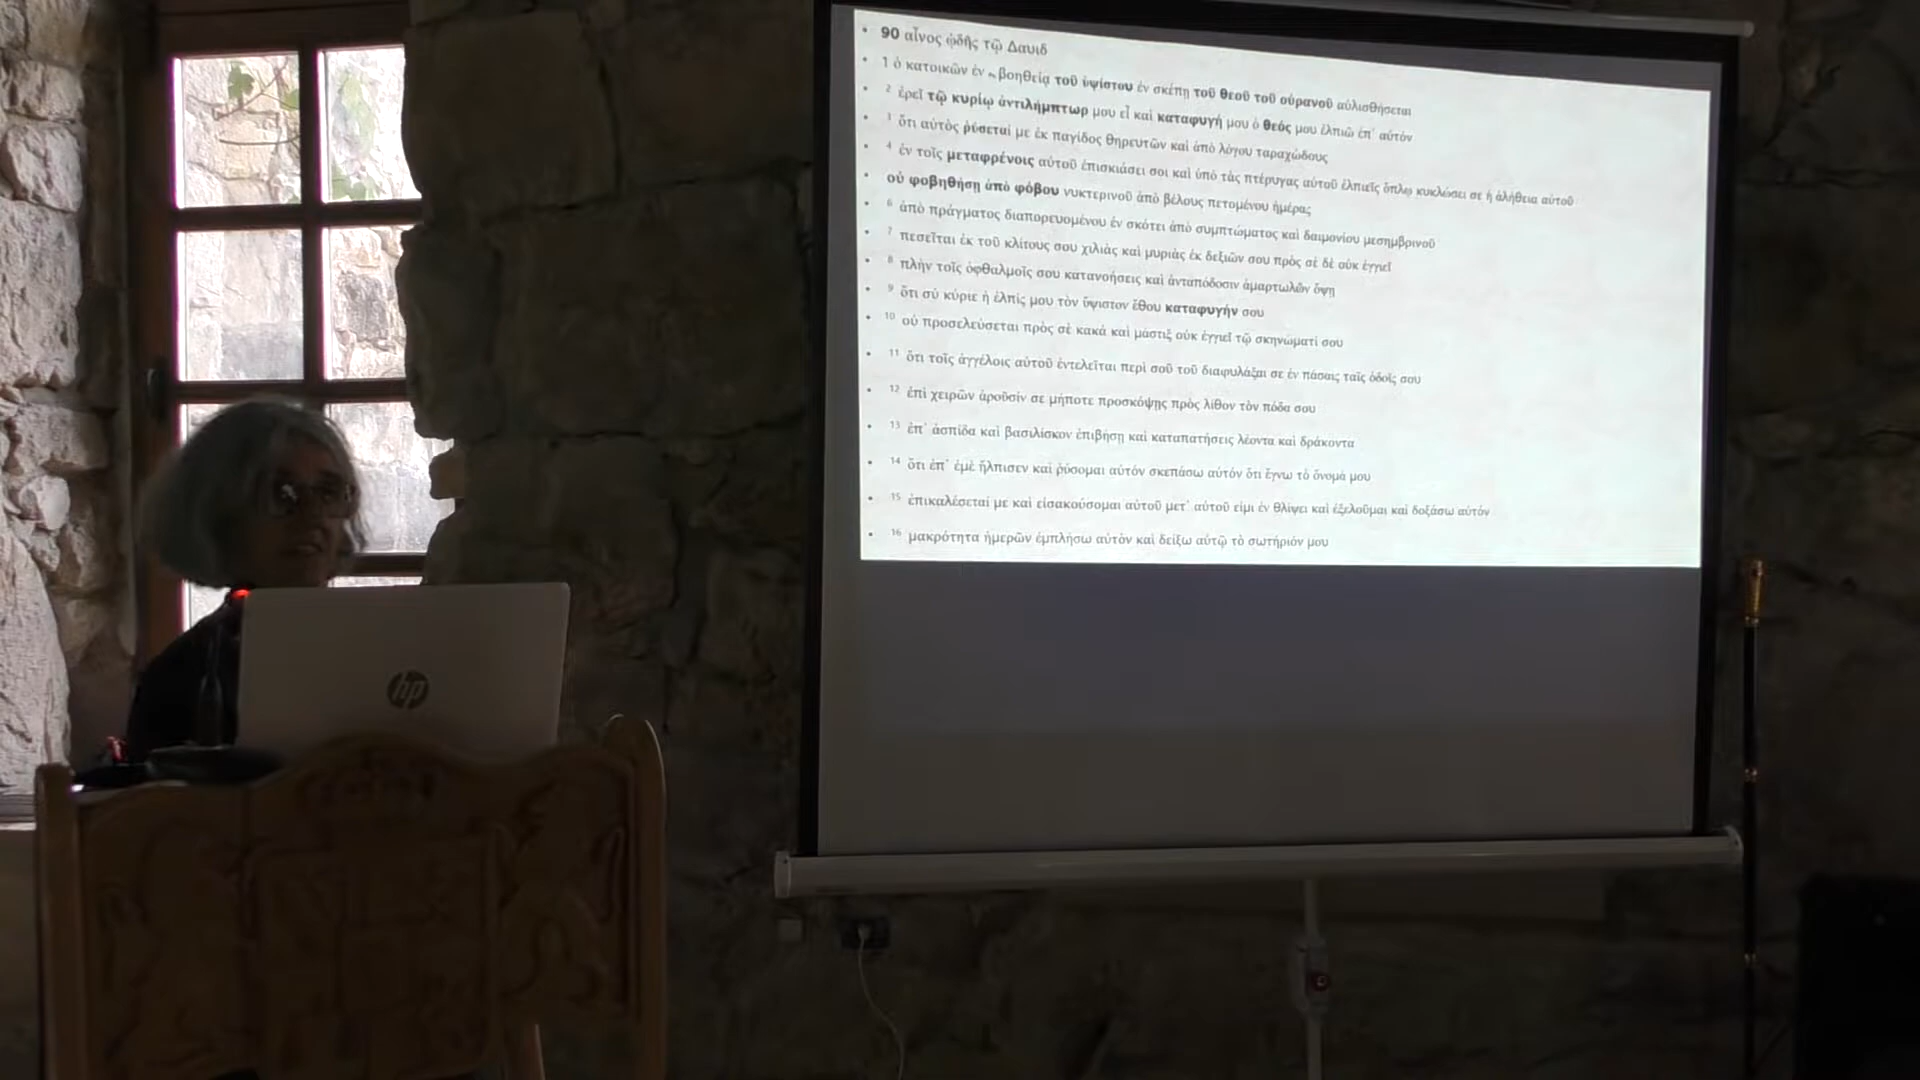 90 αἶνος ᾠδῆς τῷ Δαυιδ
1 ὁ κατοικῶν ἐν βοηθείᾳ τοῦ ὑψίστου ἐν σκέπῃ τοῦ θεοῦ τοῦ οὐρανοῦ αὐλισθήσεται
2 ἐρεῖ τῷ κυρίῳ ἀντιλήμπτωρ μου εἶ καὶ καταφυγή μου ὁ θεός μου ἐλπιῶ ἐπ᾽ αὐτόν
3 ὅτι αὐτὸς ῥύσεταί με ἐκ παγίδος θηρευτῶν καὶ ἀπὸ λόγου ταραχώδους
4 ἐν τοῖς μεταφρένοις αὐτοῦ ἐπισκιάσει σοι καὶ ὑπὸ τὰς πτέρυγας αὐτοῦ ἐλπιεῖς ὅπλῳ κυκλώσει σε ἡ ἀλήθεια αὐτοῦ
οὐ φοβηθήσῃ ἀπὸ φόβου νυκτερινοῦ ἀπὸ βέλους πετομένου ἡμέρας
6 ἀπὸ πράγματος διαπορευομένου ἐν σκότει ἀπὸ συμπτώματος καὶ δαιμονίου μεσημβρινοῦ
7 πεσεῖται ἐκ τοῦ κλίτους σου χιλιὰς καὶ μυριὰς ἐκ δεξιῶν σου πρὸς σὲ δὲ οὐκ ἐγγιεῖ
8 πλὴν τοῖς ὀφθαλμοῖς σου κατανοήσεις καὶ ἀνταπόδοσιν ἁμαρτωλῶν ὄψῃ
9 ὅτι σύ κύριε ἡ ἐλπίς μου τὸν ὕψιστον ἔθου καταφυγήν σου
10 οὐ προσελεύσεται πρὸς σὲ κακά καὶ μάστιξ οὐκ ἐγγιεῖ τῷ σκηνώματί σου
11 ὅτι τοῖς ἀγγέλοις αὐτοῦ ἐντελεῖται περὶ σοῦ τοῦ διαφυλάξαι σε ἐν πάσαις ταῖς ὁδοῖς σου
12 ἐπὶ χειρῶν ἀροῦσίν σε μήποτε προσκόψῃς πρὸς λίθον τὸν πόδα σου
13 ἐπ᾽ ἀσπίδα καὶ βασιλίσκον ἐπιβήσῃ καὶ καταπατήσεις λέοντα καὶ δράκοντα
14 ὅτι ἐπ᾽ ἐμὲ ἤλπισεν καὶ ῥύσομαι αὐτόν σκεπάσω αὐτόν ὅτι ἔγνω τὸ ὄνομά μου
15 ἐπικαλέσεταί με καὶ εἰσακούσομαι αὐτοῦ μετ᾽ αὐτοῦ εἰμι ἐν θλίψει καὶ ἐξελοῦμαι καὶ δοξάσω αὐτόν
16 μακρότητα ἡμερῶν ἐμπλήσω αὐτὸν καὶ δείξω αὐτῷ τὸ σωτήριόν μου
hp